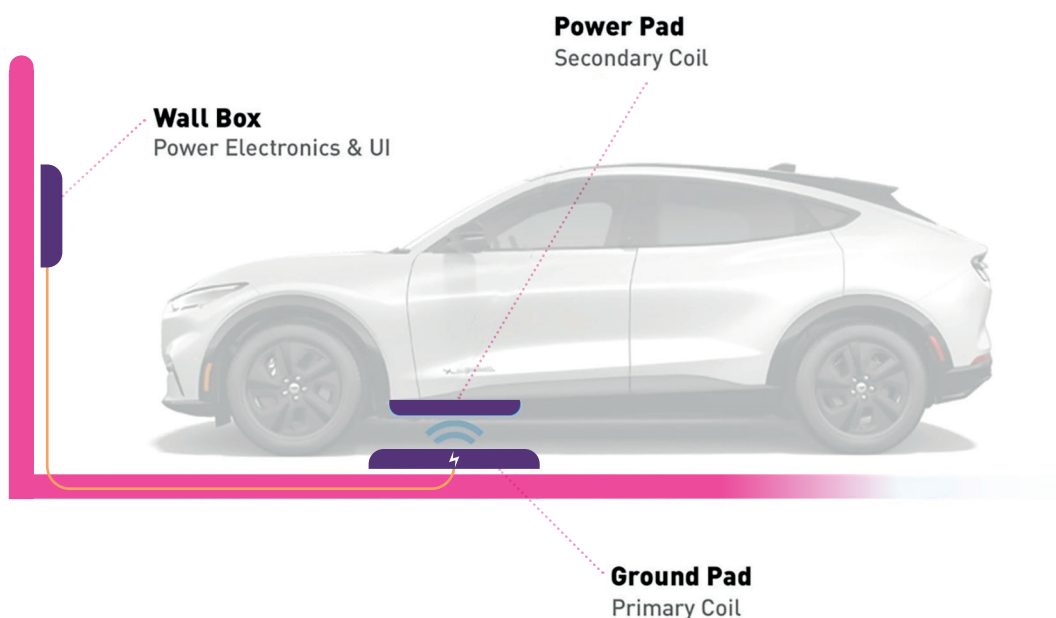 Power Pad
Secondary Coil
Wall Box
Power Electronics & UI
Ground Pad
Primary Coil